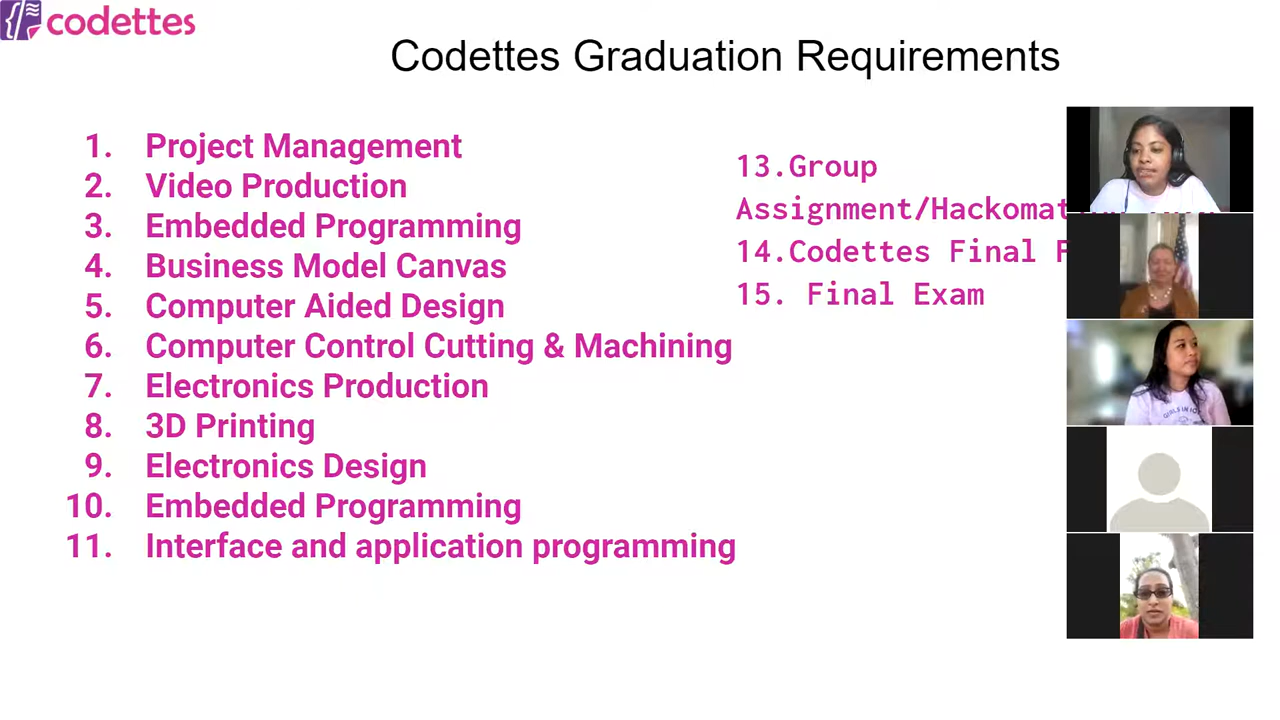 codettes
Codettes Graduation Requirements
1. Project Management
2. Video Production
3. Embedded Programming
4. Business Model Canvas
5. Computer Aided Design
6. Computer Control Cutting & Machining
7. Electronics Production
8. 3D Printing
9. Electronics Design
10. Embedded Programming
11. Interface and application programming
13.Group
14.Codettes Final
15. Final Exam
GIRLS IN